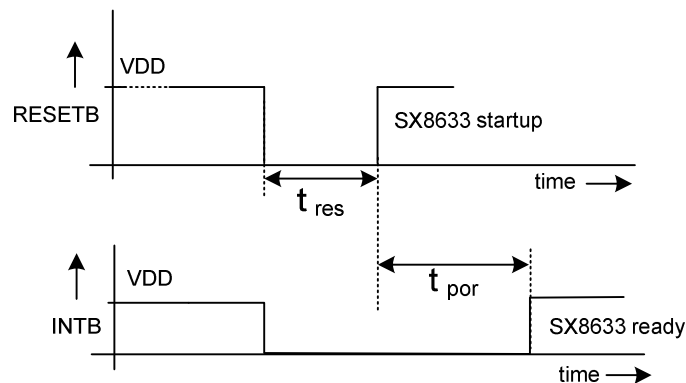 VDD
RESETB
SX8633 startup
time
t res
VDD
t por
INTB
SX8633 ready
time